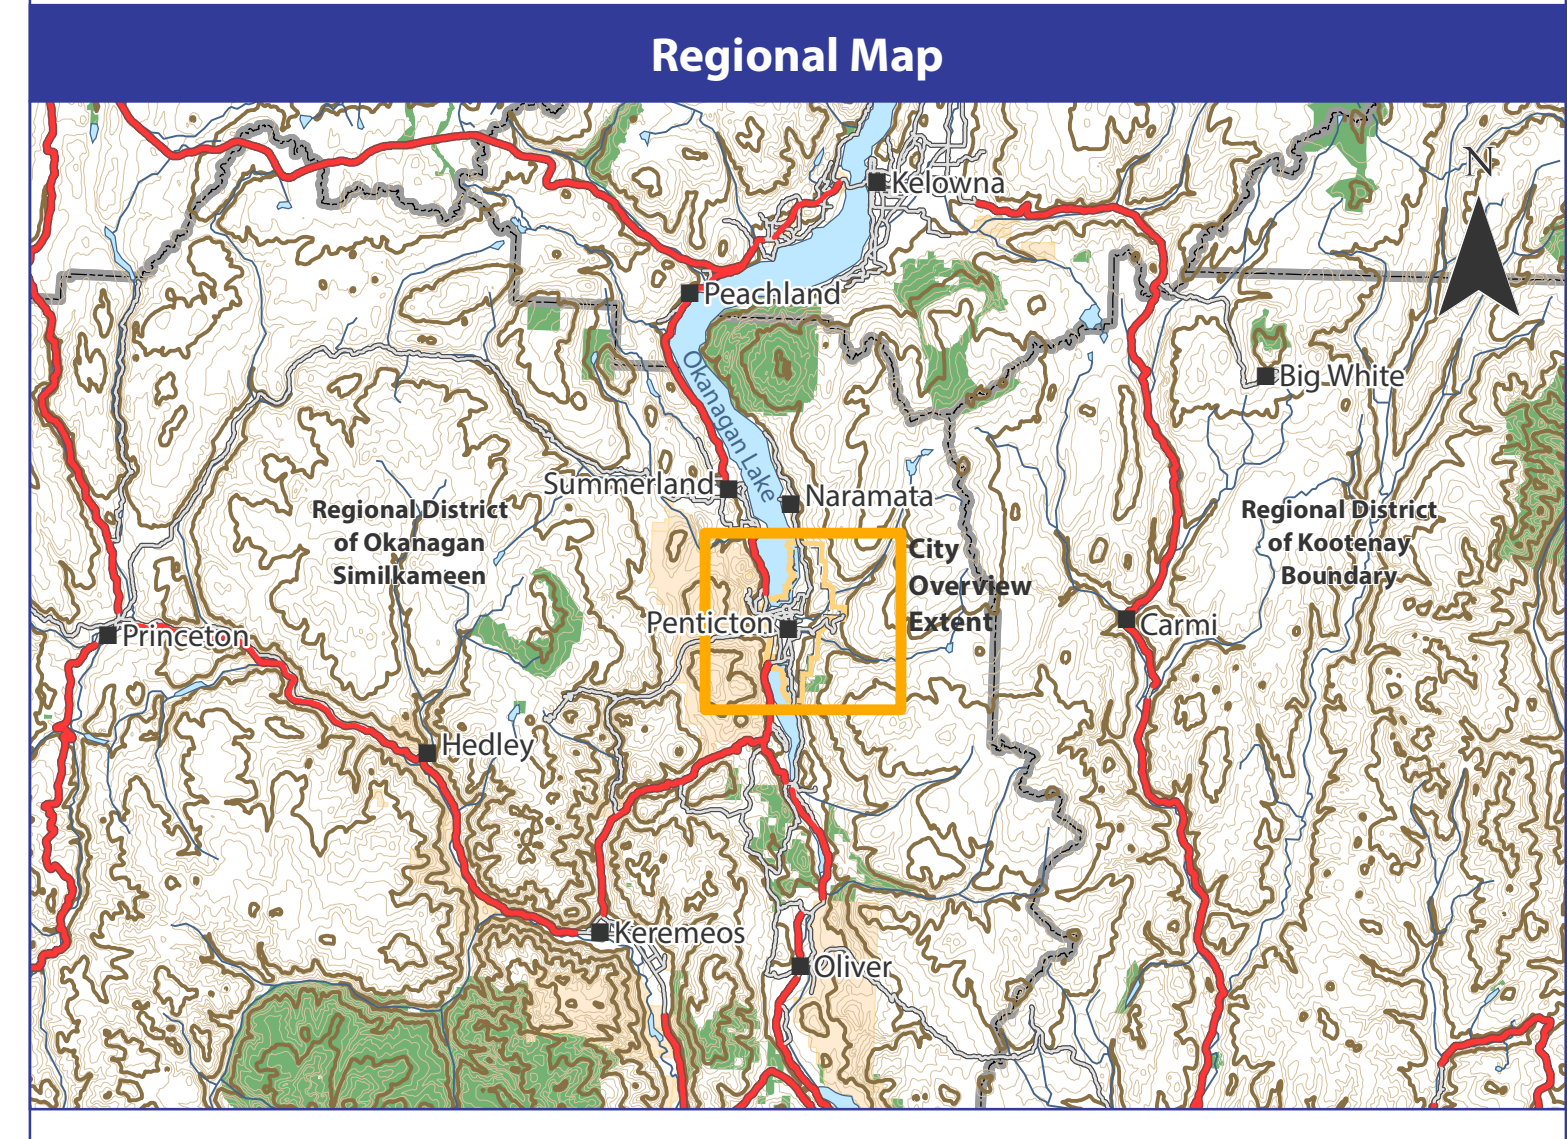 Regional Map
N
Kelowna
Peachland
Big White
Okanagan Lake
Summerland
Naramata
Regional District
of Okanagan
Similkameen
Regional District
of Kootenay
Boundary
City
Overview
Extent
Penticton
Carmi
Princeton
Hedley
Keremeos
Oliver